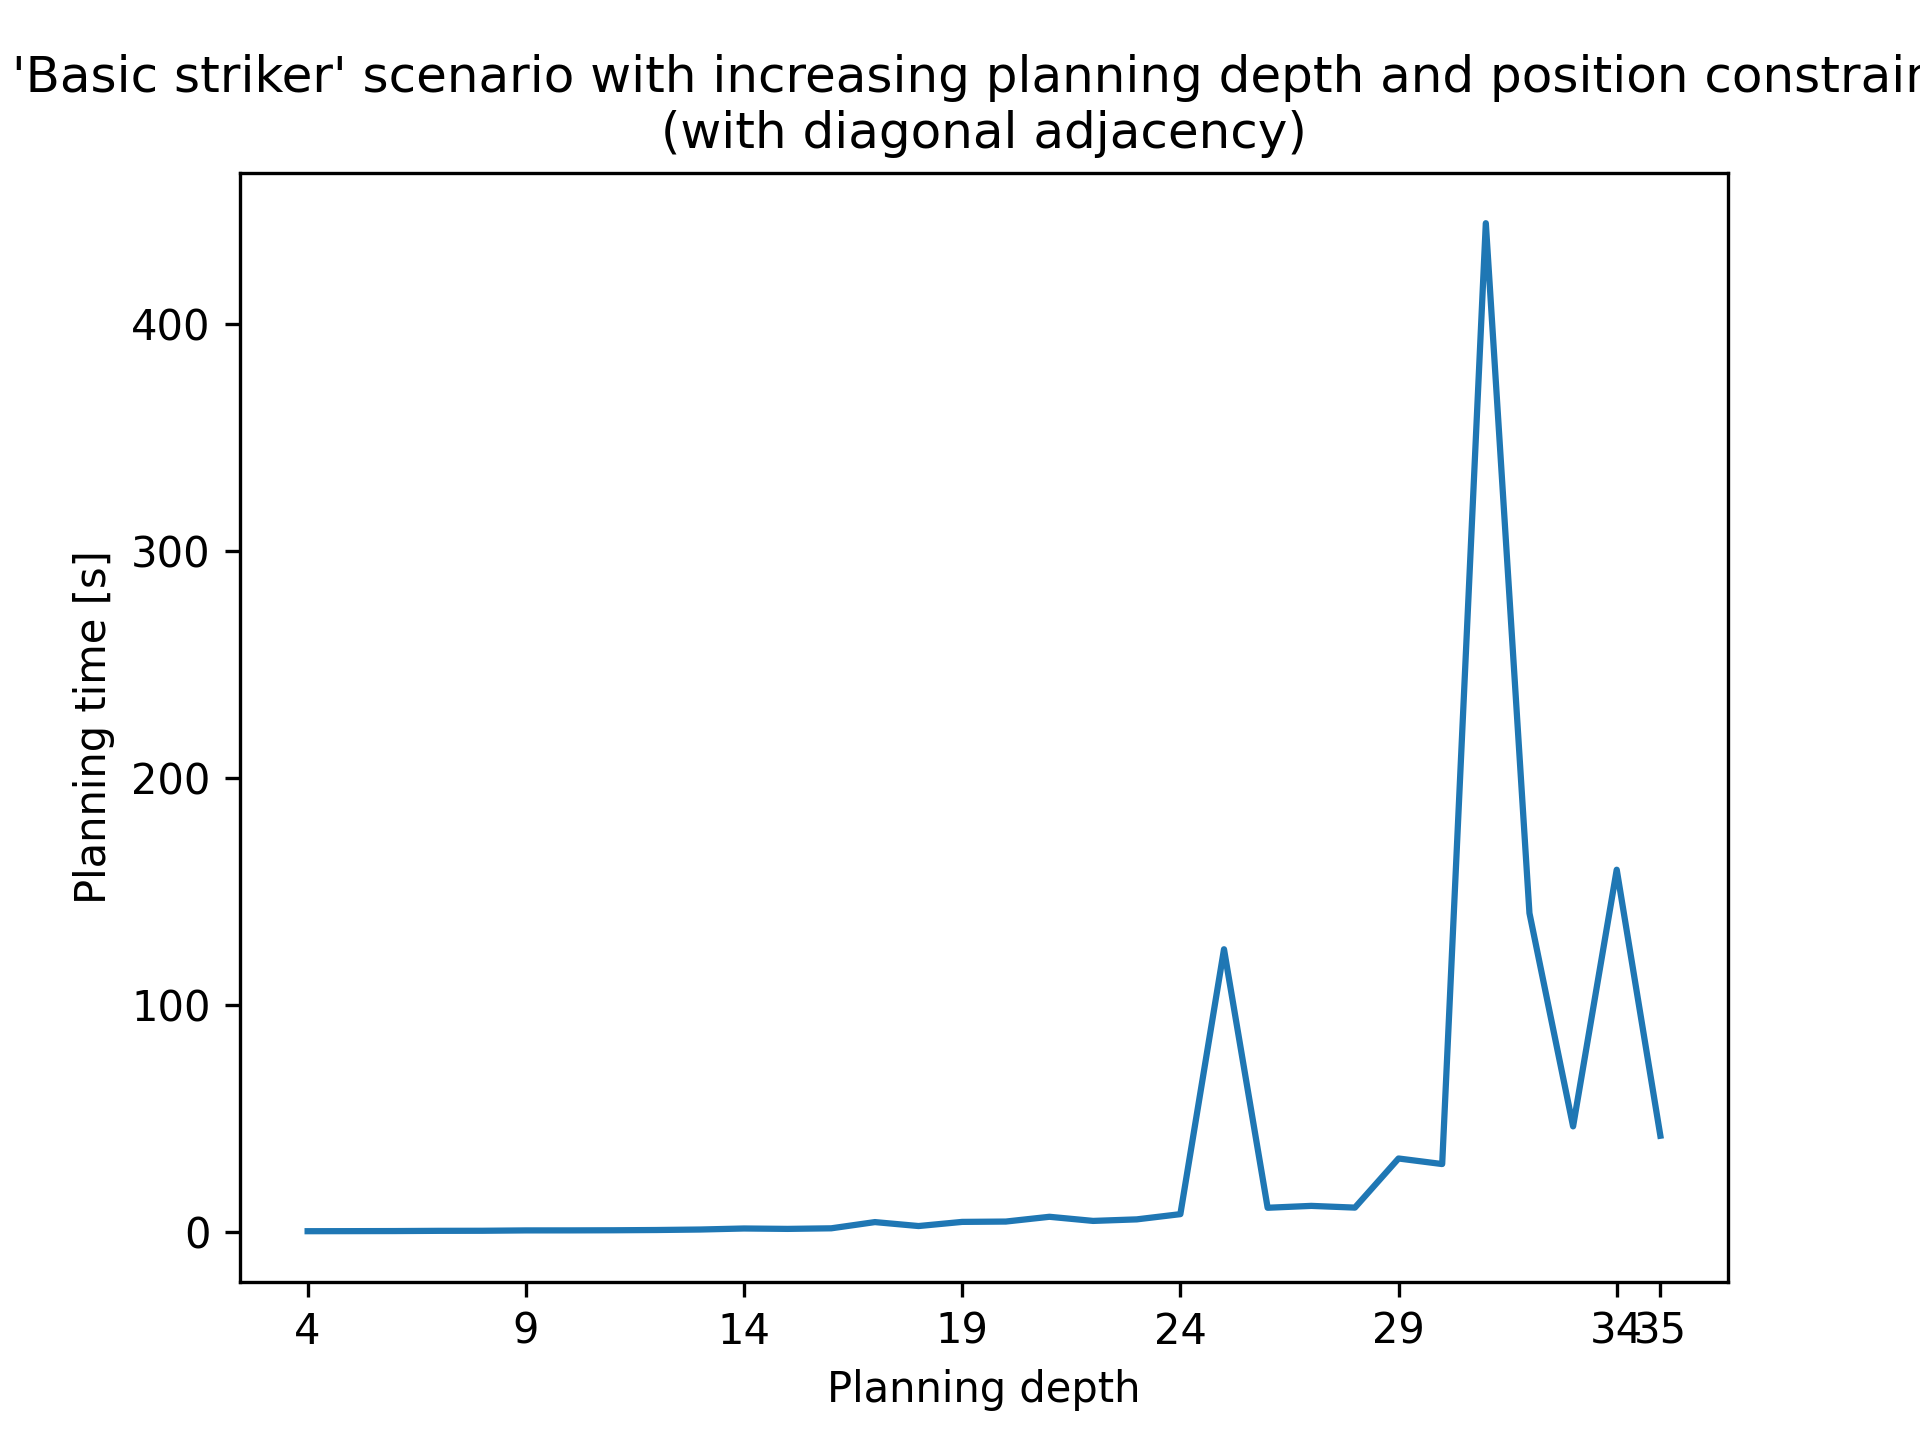 'Basic striker' scenario with increasing planning depth and position
(with diagonal adjacency)
400
300
200
100
0
Planning time [s]
4 9 14 19 24 29 34 35
Planning depth